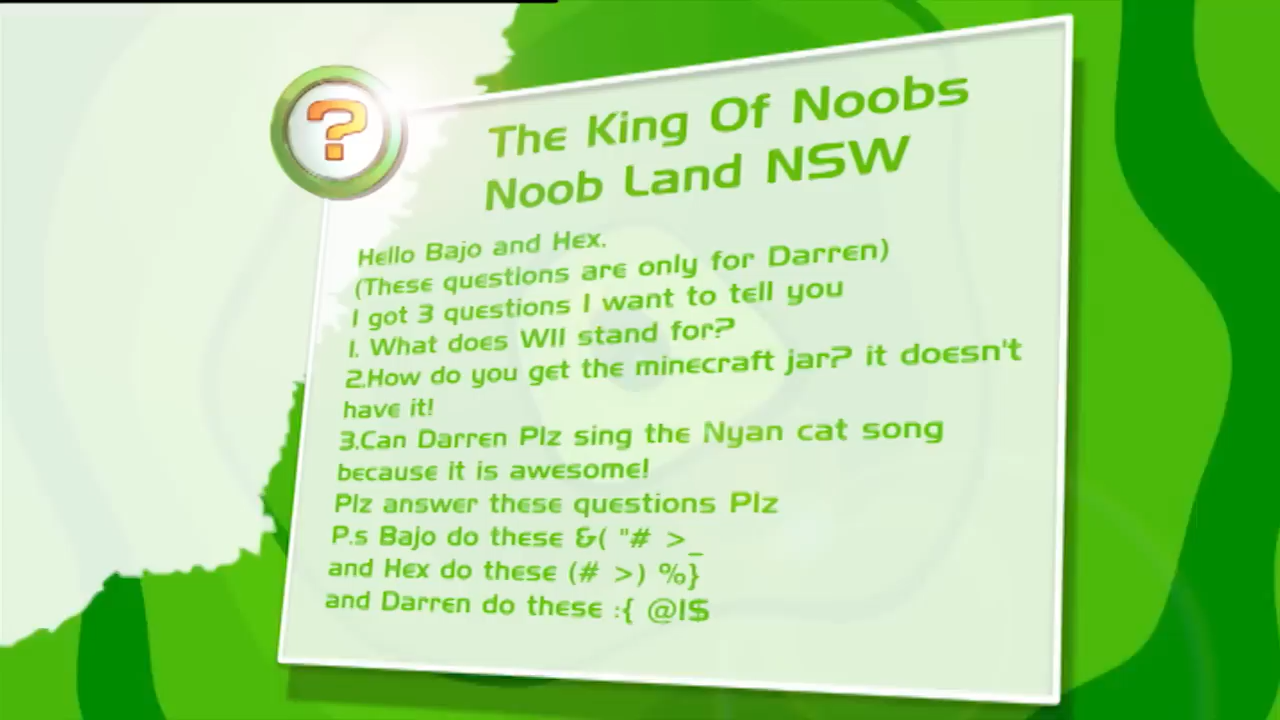 ?
The King Of Noobs
Noob Land NSW
Hello Bajo and Hex.
(These questions are only for Darren)
I got 3 questions I want to tell you
1. What does WII stand for?
2.How do you get the minecraft jar? it doesn't
have it!
3.Can Darren Plz sing the Nyan cat song
because it is awesome!
Plz answer these questions Plz
P.s Bajo do these &( "# >_
and Hex do these (# >) %}
and Darren do these :{ @|$